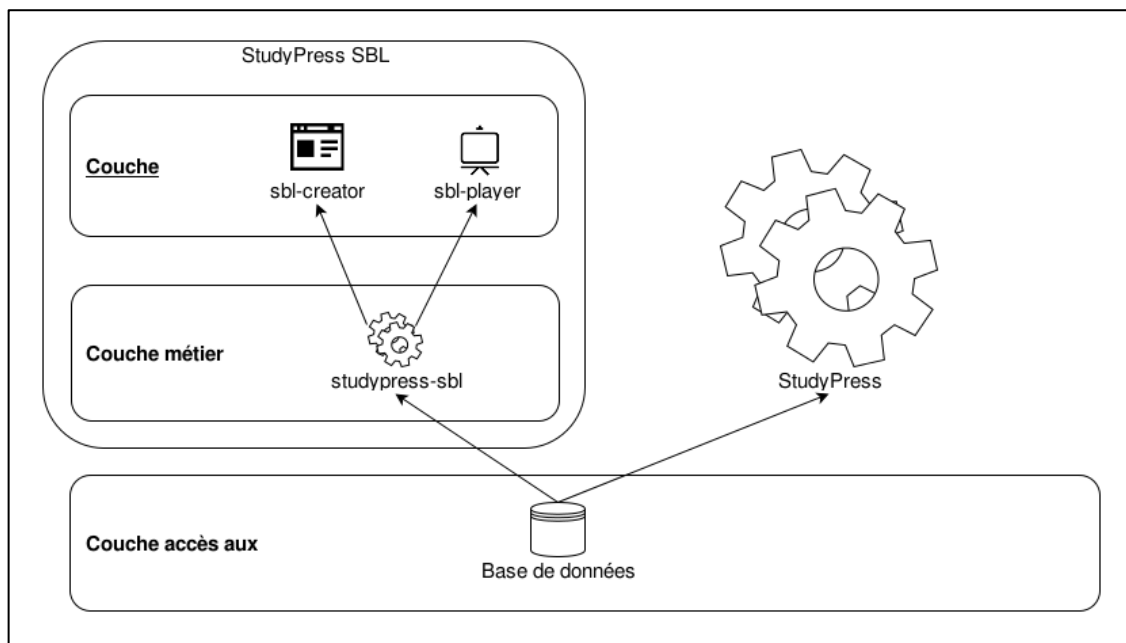 StudyPress SBL
Couche
sbl-creator
sbl-player
Couche métier
studypress-sbl
StudyPress
Couche accès aux
Base de données